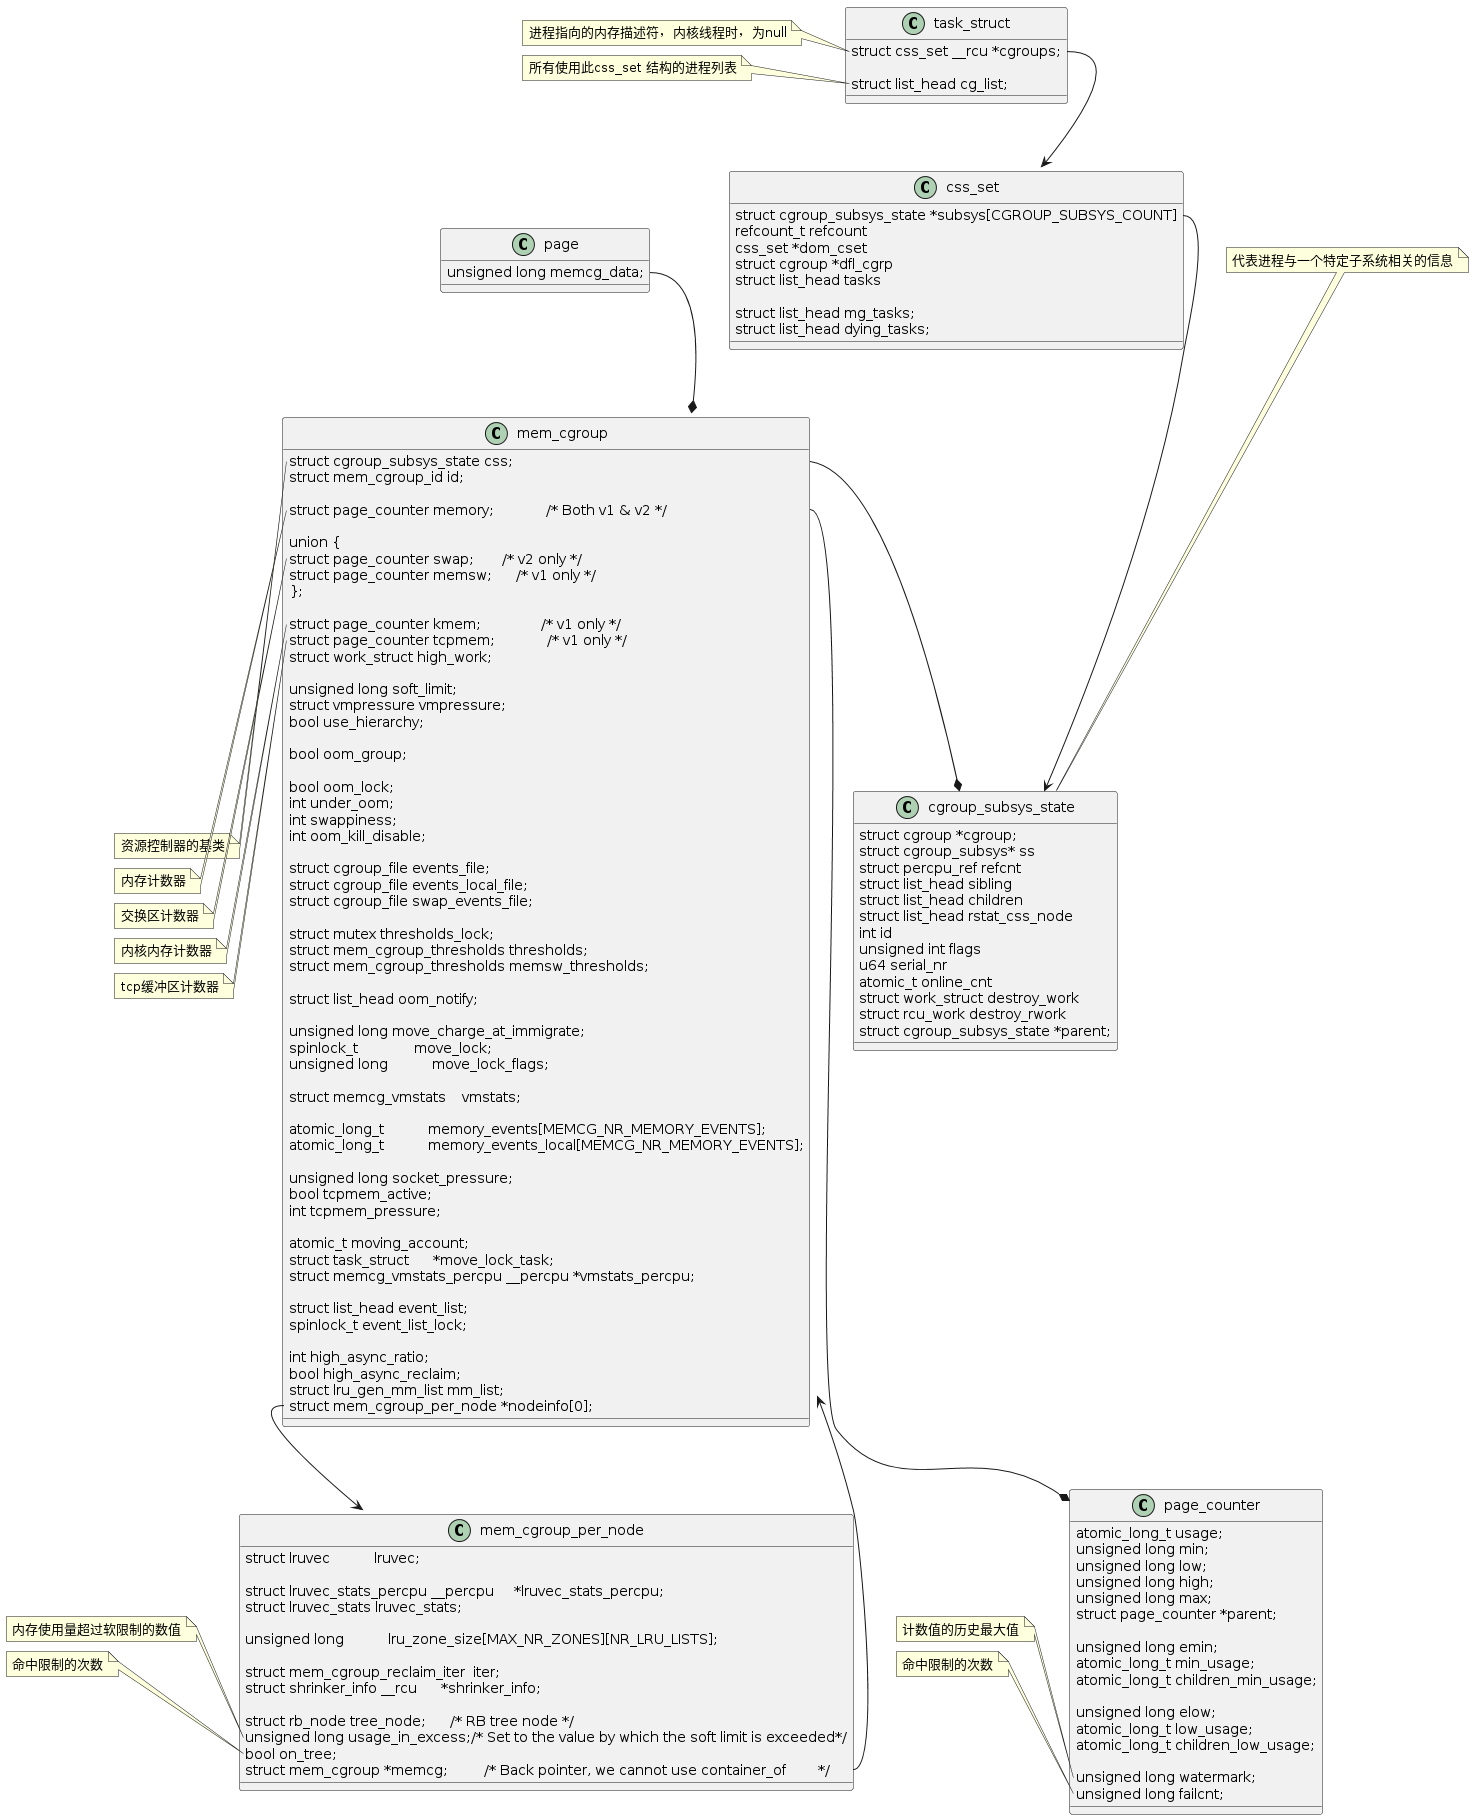 进程指向的内存描述符，内核线程时，为null
所有使用此css_set 结构的进程列表
C task_struct
struct css_set __rcu *cgroups;
struct list_head cg_list;
C css_set
struct cgroup_subsys_state *subsys[CGROUP_SUBSYS_COUNT]
refcount_t refcount
css_set *dom_cset
struct cgroup *dfl_cgrp
struct list_head tasks
struct list_head mg_tasks;
struct list_head dying_tasks;
C page
unsigned long memcg_data;
代表进程与一个特定子系统相关的信息
C mem_cgroup
struct cgroup_subsys_state css;
struct mem_cgroup_id id;
struct page_counter memory; /* Both v1 & v2 */
union {
struct page_counter swap; /* v2 only */
struct page_counter memsw; /* v1 only */
};
struct page_counter kmem; /* v1 only */
struct page_counter tcpmem; /* v1 only */
struct work_struct high_work;
unsigned long soft_limit;
struct vmpressure vmpressure;
bool use_hierarchy;
bool oom_group;
bool oom_lock;
int under_oom;
int swappiness;
int oom_kill_disable;
struct cgroup_file events_file;
struct cgroup_file events_local_file;
struct cgroup_file swap_events_file;
struct mutex thresholds_lock;
struct mem_cgroup_thresholds thresholds;
struct mem_cgroup_thresholds memsw_thresholds;
struct list_head oom_notify;
unsigned long move_charge_at_immigrate;
spinlock_t move_lock;
unsigned long move_lock_flags;
struct memcg_vmstats vmstats;
atomic_long_t memory_events[MEMCG_NR_MEMORY_EVENTS];
atomic_long_t memory_events_local[MEMCG_NR_MEMORY_EVENTS];
unsigned long socket_pressure;
bool tcpmem_active;
int tcpmem_pressure;
atomic_t moving_account;
struct task_struct *move_lock_task;
struct memcg_vmstats_percpu __percpu *vmstats_percpu;
struct list_head event_list;
spinlock_t event_list_lock;
int high_async_ratio;
bool high_async_reclaim;
struct lru_gen_mm_list mm_list;
struct mem_cgroup_per_node *nodeinfo[0];
资源控制器的基类
内存计数器
交换区计数器
内核内存计数器
tcp缓冲区计数器
C cgroup_subsys_state
struct cgroup *cgroup;
struct cgroup_subsys* ss
struct percpu_ref refcnt
struct list_head sibling
struct list_head children
struct list_head rstat_css_node
int id
unsigned int flags
u64 serial_nr
atomic_t online_cnt
struct work_struct destroy_work
struct rcu_work destroy_rwork
struct cgroup_subsys_state *parent;
C mem_cgroup_per_node
struct lruvec lruvec;
struct lruvec_stats_percpu __percpu *lruvec_stats_percpu;
struct lruvec_stats lruvec_stats;
unsigned long lru_zone_size[MAX_NR_ZONES][NR_LRU_LISTS];
struct mem_cgroup_reclaim_iter iter;
struct shrinker_info __rcu *shrinker_info;
struct rb_node tree_node; /* RB tree node */
unsigned long usage_in_excess;/* Set to the value by which the soft limit is exceeded*/
bool on_tree;
struct mem_cgroup *memcg; /* Back pointer, we cannot use container_of */
内存使用量超过软限制的数值
命中限制的次数
C page_counter
atomic_long_t usage;
unsigned long min;
unsigned long low;
unsigned long high;
unsigned long max;
struct page_counter *parent;
unsigned long emin;
atomic_long_t min_usage;
atomic_long_t children_min_usage;
unsigned long elow;
atomic_long_t low_usage;
atomic_long_t children_low_usage;
unsigned long watermark;
unsigned long failcnt;
计数值的历史最大值
命中限制的次数